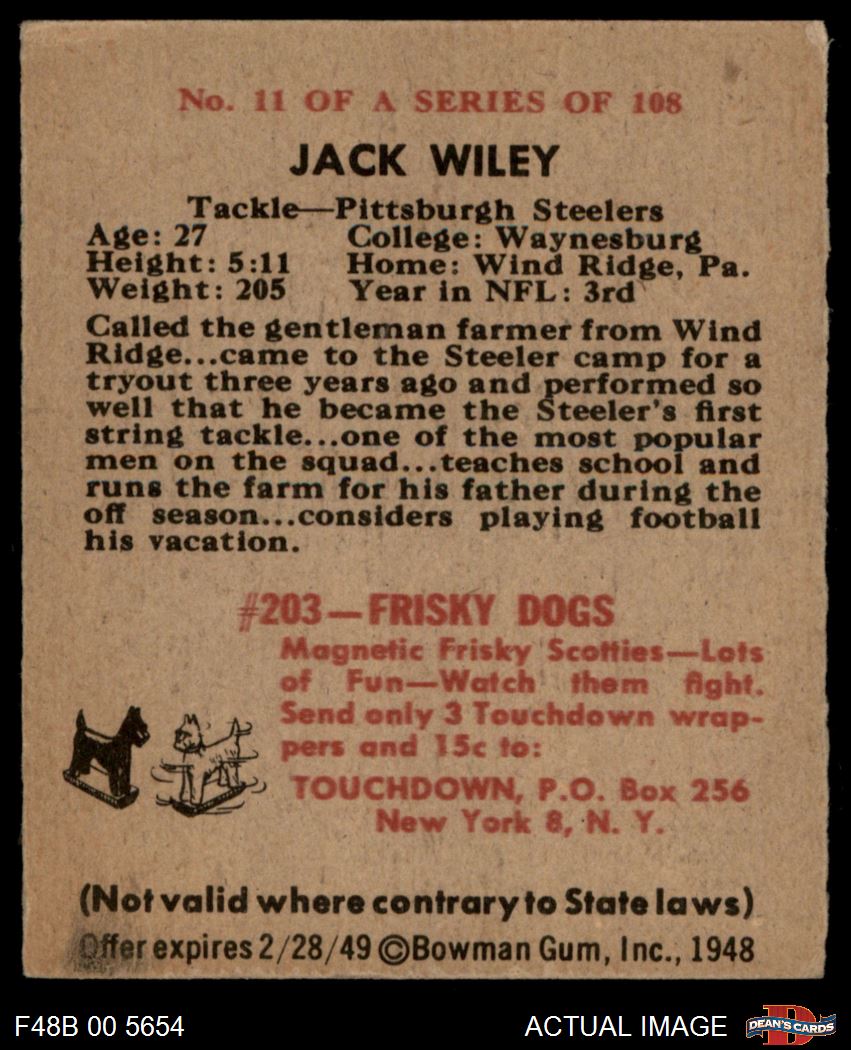 No. 11 OF A SERIES OF 108
JACK WILEY
Tackle—Pittsburgh Steelers
Age: 27 College: Waynesburg
Height: 5:11 Home: Wind Ridge, Pa.
Weight: 205 Year in NFL: 3rd
Called the gentleman farmer from Wind
Ridge...came to the Steeler camp for a
tryout three years ago and performed so
well that he became the Steeler's first
string tackle...one of the most popular
men on the squad...teaches school and
runs the farm for his father during the
off season...considers playing football
his vacation.
#203—FRISKY DOGS
Magnetic Frisky Scotties—Lots
of Fun—Watch them fight.
Send only 3 Touchdown wrap-
pers and 15c to:
TOUCHDOWN, P.O. Box 256
New York 8, N. Y.
(Not valid where contrary to State laws)
Offer expires 2/28/49 ©Bowman Gum, Inc., 1948
F48B 00 5654 ACTUAL IMAGE DEAN'S CARDS